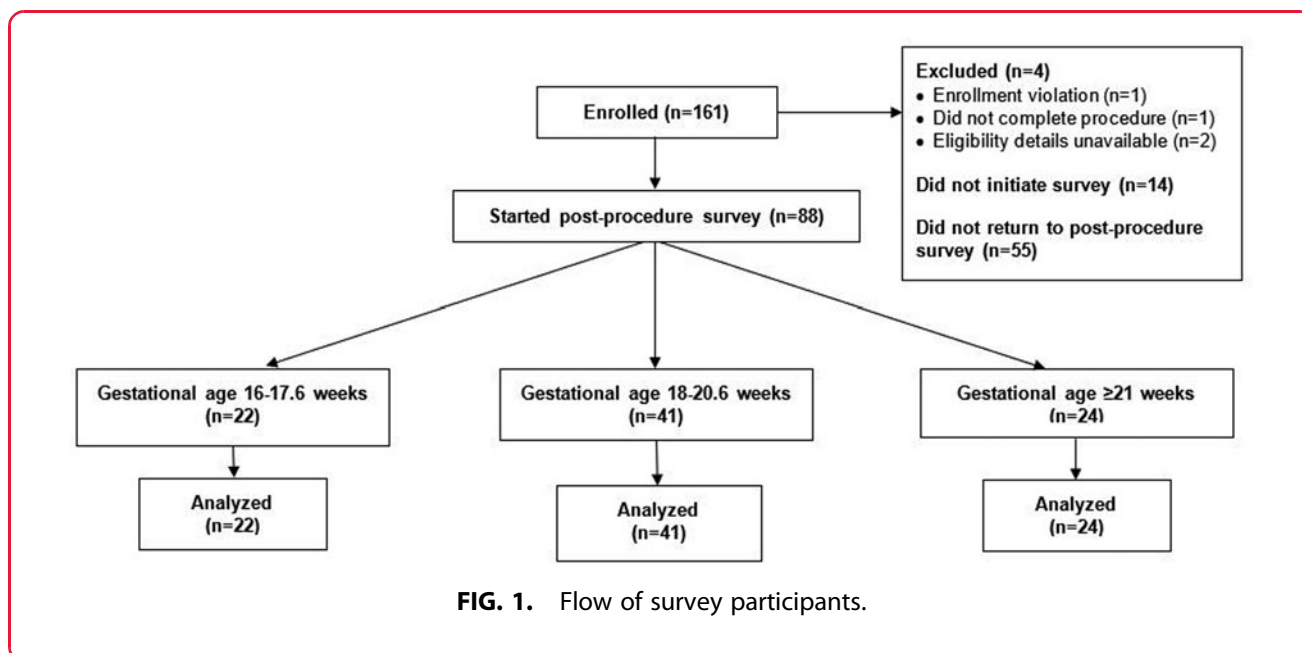 Enrolled (n=161)
Excluded (n=4)
• Enrollment violation (n=1)
• Did not complete procedure (n=1)
• Eligibility details unavailable (n=2)
Did not initiate survey (n=14)
Did not return to post-procedure
survey (n=55)
Started post-procedure survey (n=88)
Gestational age 16-17.6 weeks
(n=22)
Gestational age 18-20.6 weeks
(n=41)
Gestational age ≥21 weeks
(n=24)
Analyzed
(n=22)
Analyzed
(n=41)
Analyzed
(n=24)
FIG. 1. Flow of survey participants.